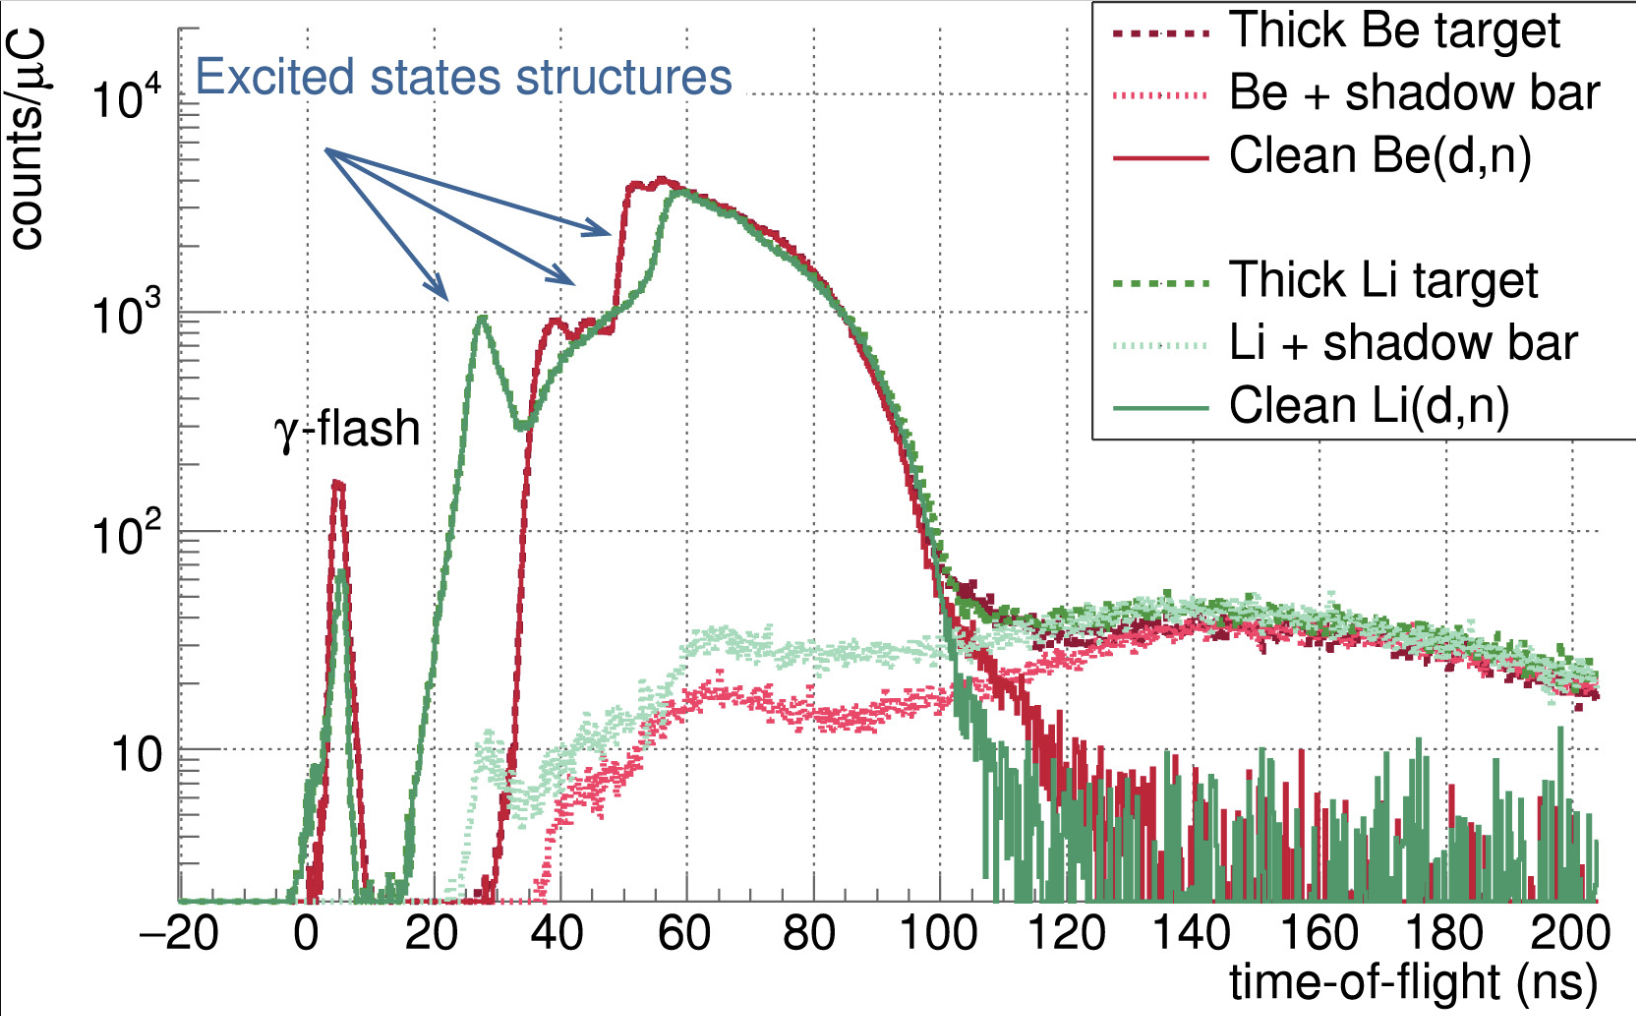 counts/μC
10⁴
10³
10²
10
Excited states structures
γ-flash
Thick Be target
Be + shadow bar
Clean Be(d,n)
Thick Li target
Li + shadow bar
Clean Li(d,n)
−20 0 20 40 60 80 100 120 140 160 180 200
time-of-flight (ns)